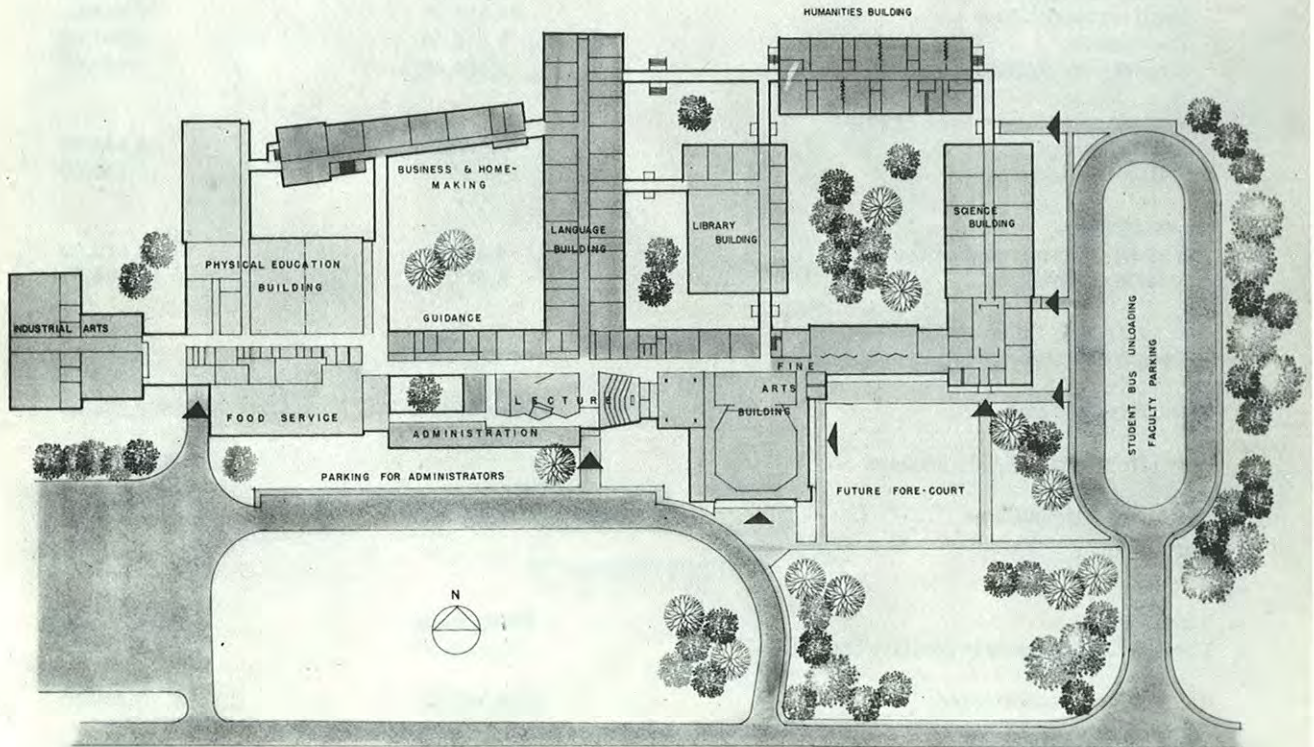 HUMANITIES BUILDING
BUSINESS & HOME-
MAKING
LANGUAGE
BUILDING
LIBRARY
BUILDING
SCIENCE
BUILDING
PHYSICAL EDUCATION
BUILDING
GUIDANCE
INDUSTRIAL ARTS
FINE
ARTS
BUILDING
LECTURE
FOOD SERVICE
ADMINISTRATION
PARKING FOR ADMINISTRATORS
FUTURE FORE-COURT
STUDENT BUS UNLOADING
FACULTY PARKING
N